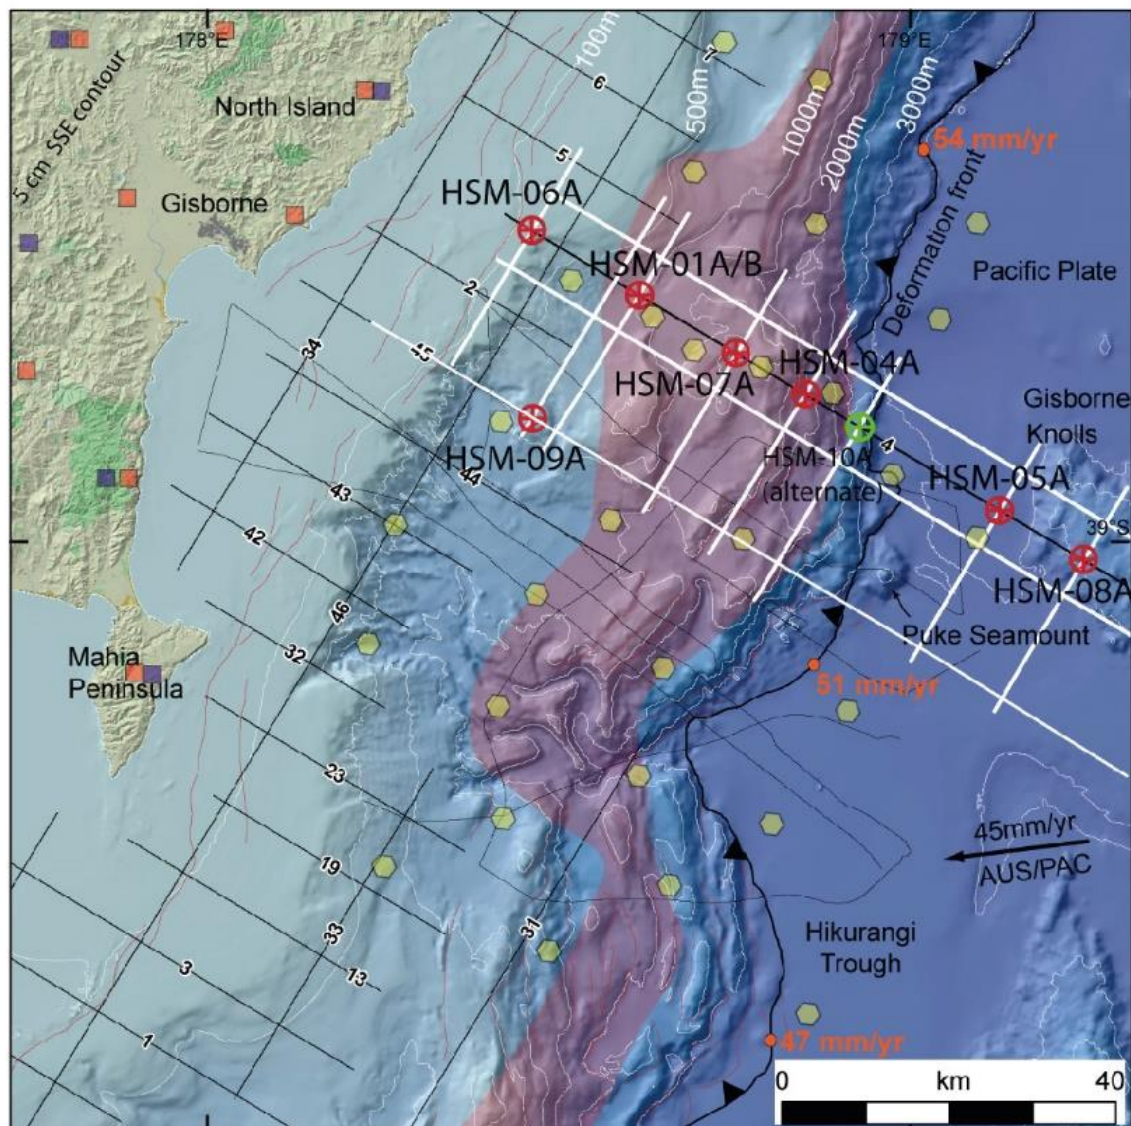 178°E
179°E
5 cm SSE contour
100m
500m
1000m
2000m
3000m
7
6
5
North Island
Gisborne
54 mm/yr
Deformation front
HSM-06A
HSM-01A/B
Pacific Plate
2
34
45
HSM-07A
HSM-04A
Gisborne
Knolls
HSM-09A
HSM-10A
(alternate)
4
HSM-05A
44
43
42
39°S
HSM-08A
46
32
Puke Seamount
Mahia
Peninsula
51 mm/yr
23
45mm/yr
AUS/PAC
19
31
33
13
3
Hikurangi
Trough
1
47 mm/yr
0 km 40